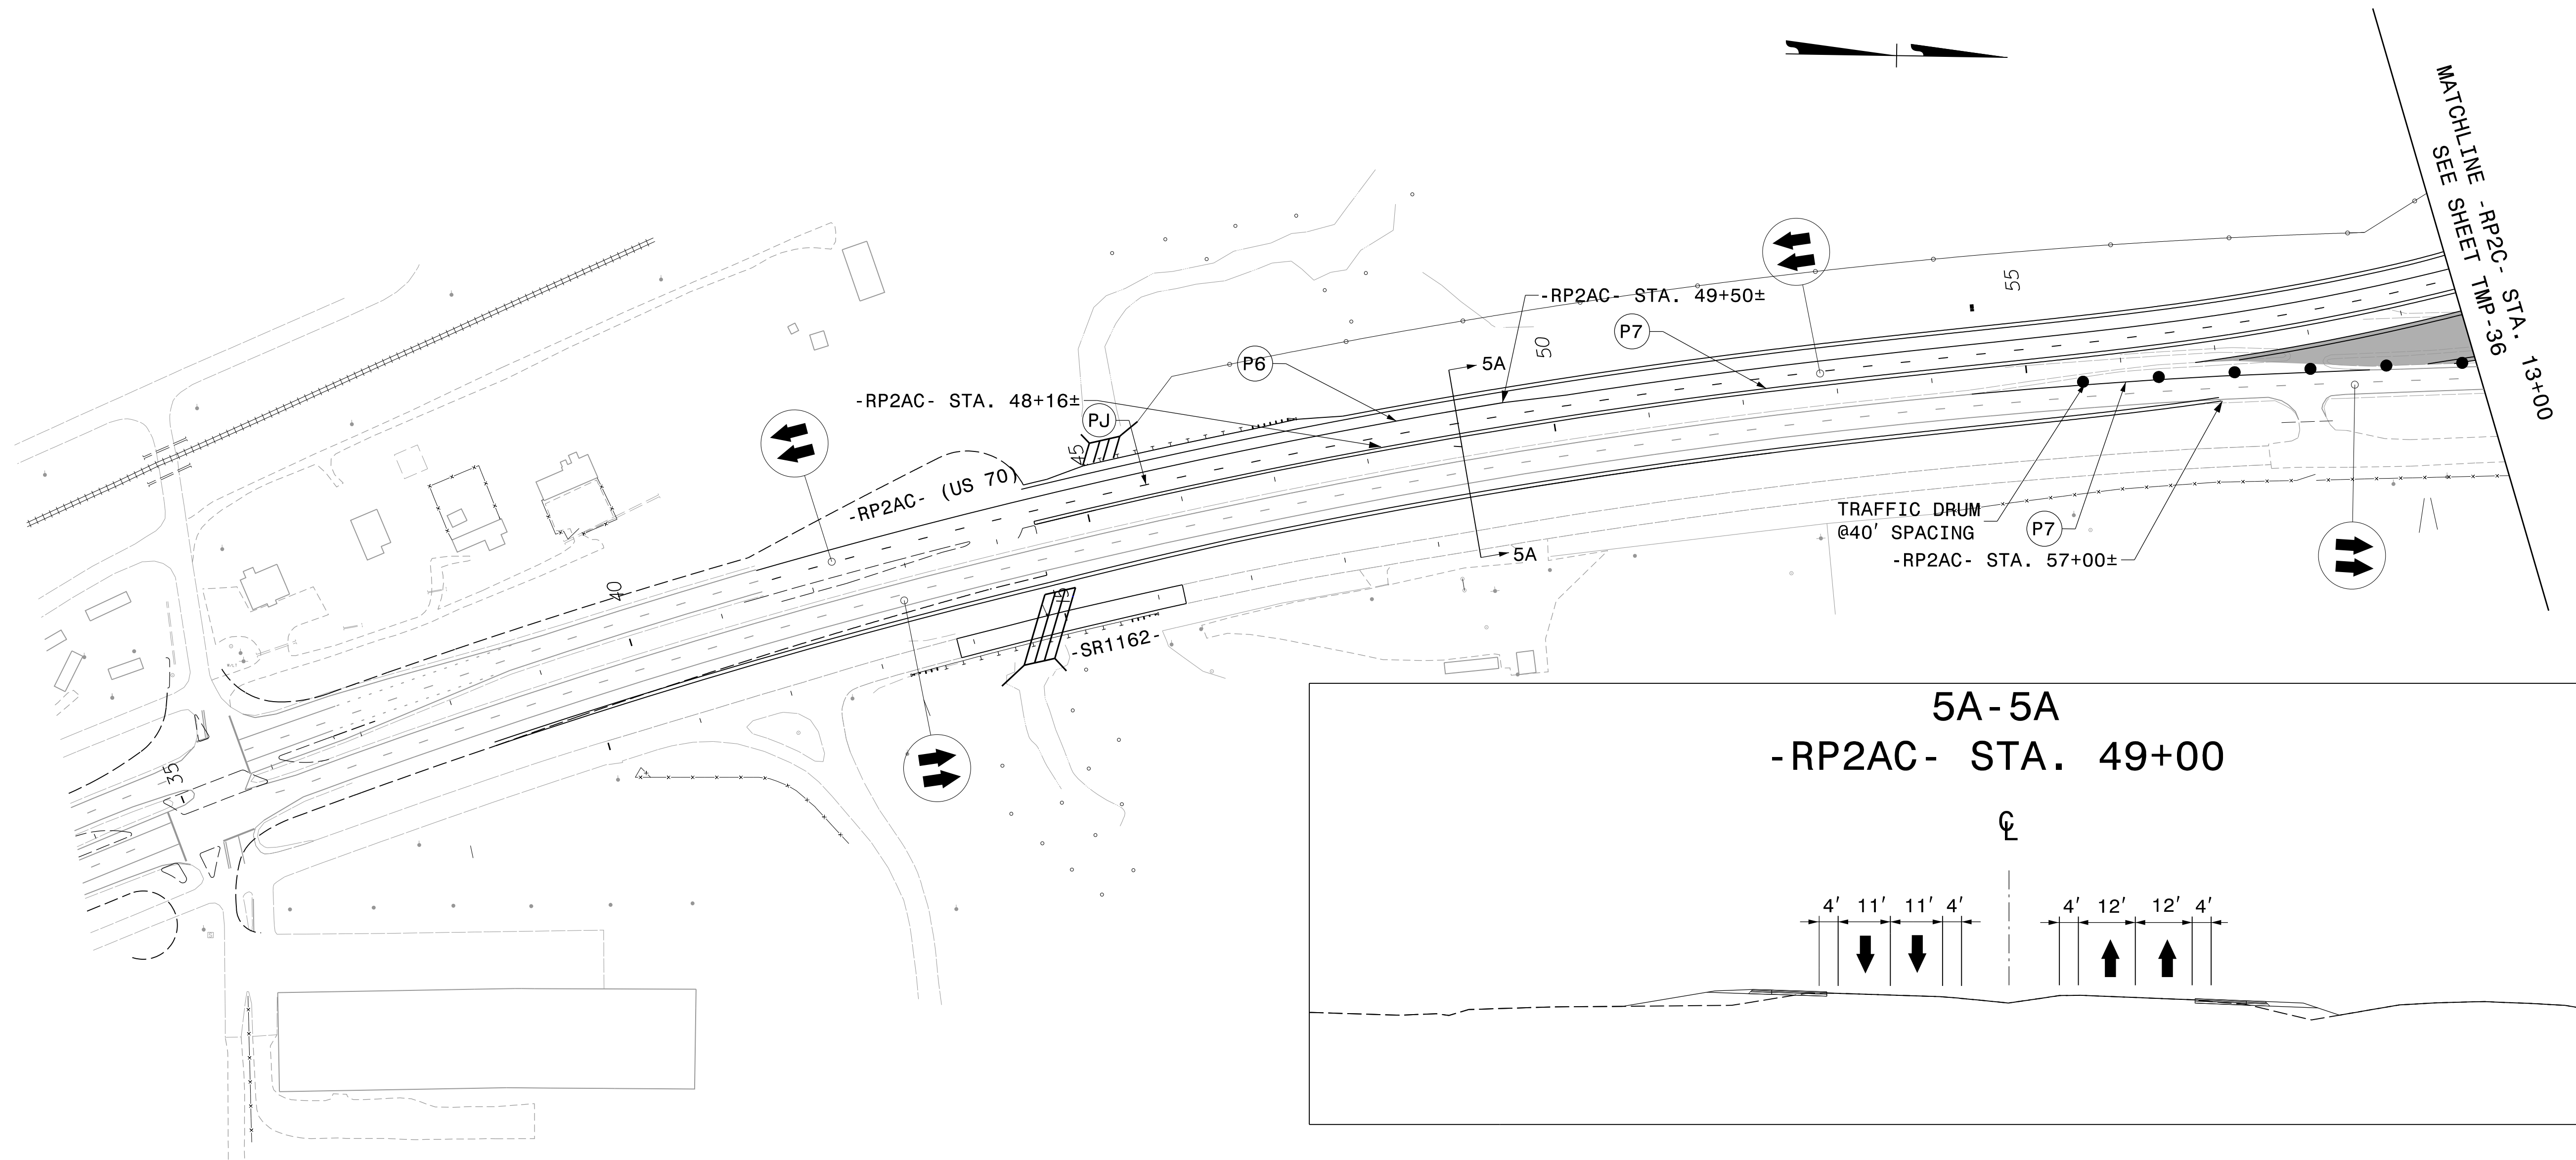 MATCHLINE -RP2C- STA. 13+00
SEE SHEET TMP-36
55
-RP2AC- STA. 49+50±
P7
50
P6
5A
-RP2AC- STA. 48+16±
PJ
45
-RP2AC- (US 70)
TRAFFIC DRUM
@40' SPACING
P7
5A
-RP2AC- STA. 57+00±
40
15
-SR1162-
35
5A-5A
-RP2AC- STA. 49+00
CL
4' 11' 11' 4' 4' 12' 12' 4'